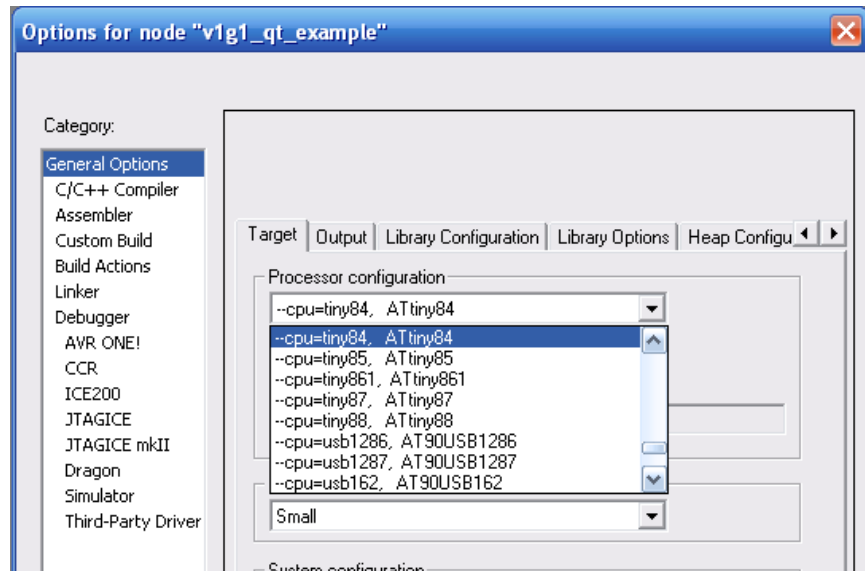 Options for node "v1g1_qt_example"
Category:
General Options
C/C++ Compiler
Assembler
Custom Build
Build Actions
Linker
Debugger
AVR ONE!
CCR
ICE200
JTAGICE
JTAGICE mkII
Dragon
Simulator
Third-Party Driver
Target Output Library Configuration Library Options Heap Configu
Processor configuration
--cpu=tiny84, ATtiny84
--cpu=tiny84, ATtiny84
--cpu=tiny85, ATtiny85
--cpu=tiny861, ATtiny861
--cpu=tiny87, ATtiny87
--cpu=tiny88, ATtiny88
--cpu=usb1286, AT90USB1286
--cpu=usb1287, AT90USB1287
--cpu=usb162, AT90USB162
Small
System configuration